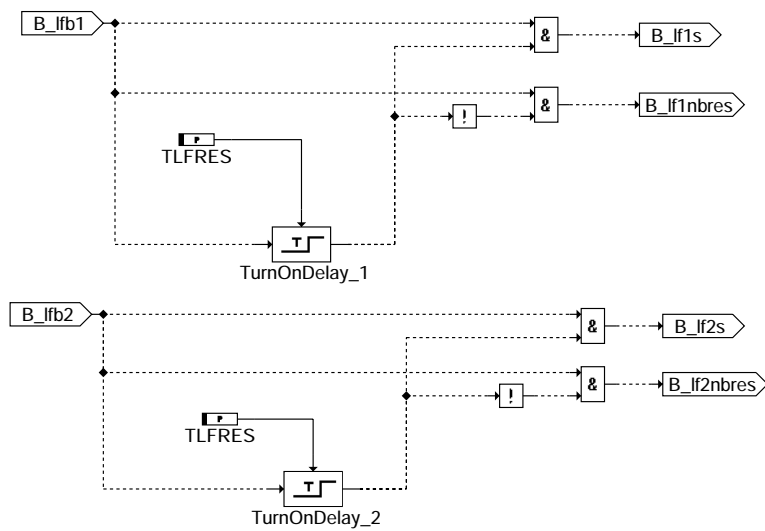 B_lfb1
&
B_lf1s
&
B_lf1nbres
!
P
TLFRES
T
TurnOnDelay_1
B_lfb2
&
B_lf2s
&
B_lf2nbres
!
P
TLFRES
T
TurnOnDelay_2